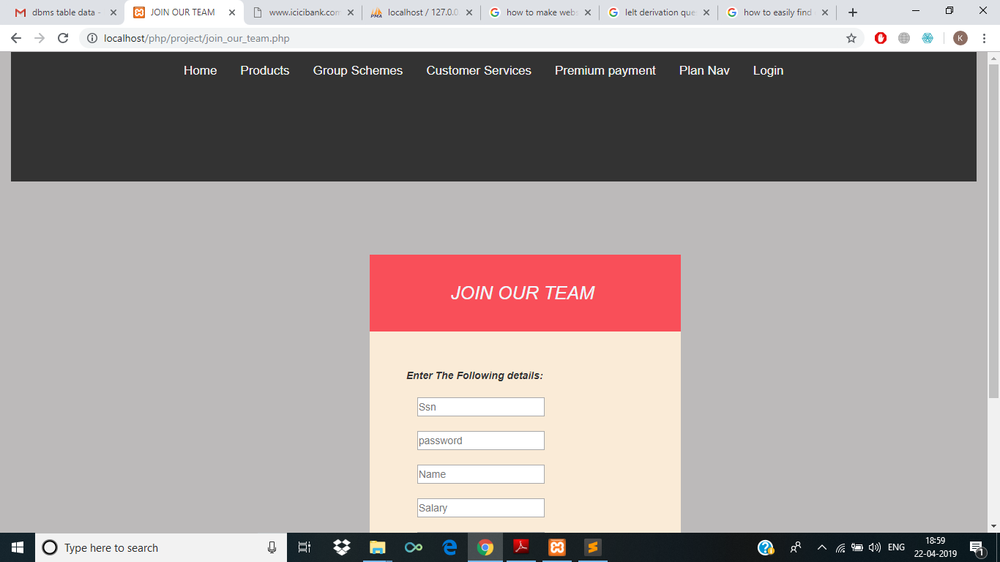 dbms table data -
JOIN OUR TEAM
www.icicibank.com
localhost / 127.0.0
how to make webs
lelt derivation que
how to easily find
localhost/php/project/join_our_team.php
K
Home Products Group Schemes Customer Services Premium payment Plan Nav Login
JOIN OUR TEAM
Enter The Following details:
Ssn
password
Name
Salary
Type here to search
ENG
18:59
22-04-2019
1